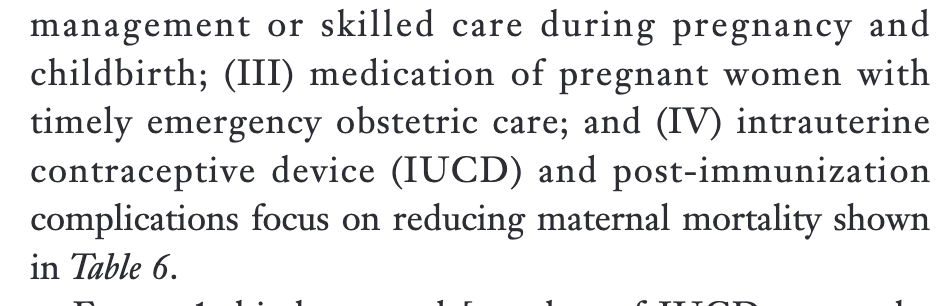 management or skilled care during pregnancy and
childbirth; (III) medication of pregnant women with
timely emergency obstetric care; and (IV) intrauterine
contraceptive device (IUCD) and post-immunization
complications focus on reducing maternal mortality shown
in Table 6.